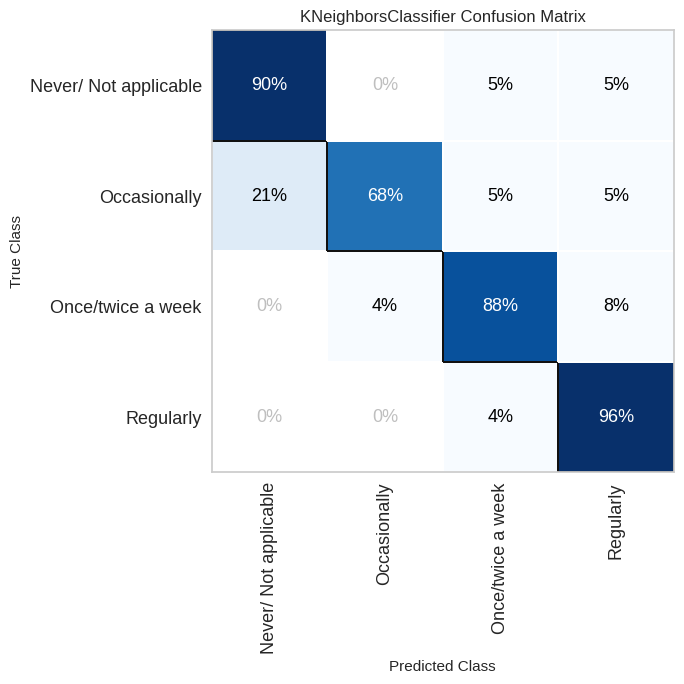 KNeighborsClassifier Confusion Matrix
Never/ Not applicable 90% 0% 5% 5%
Occasionally 21% 68% 5% 5%
Once/twice a week 0% 4% 88% 8%
Regularly 0% 0% 4% 96%
True Class
Never/ Not applicable
Occasionally
Once/twice a week
Regularly
Predicted Class